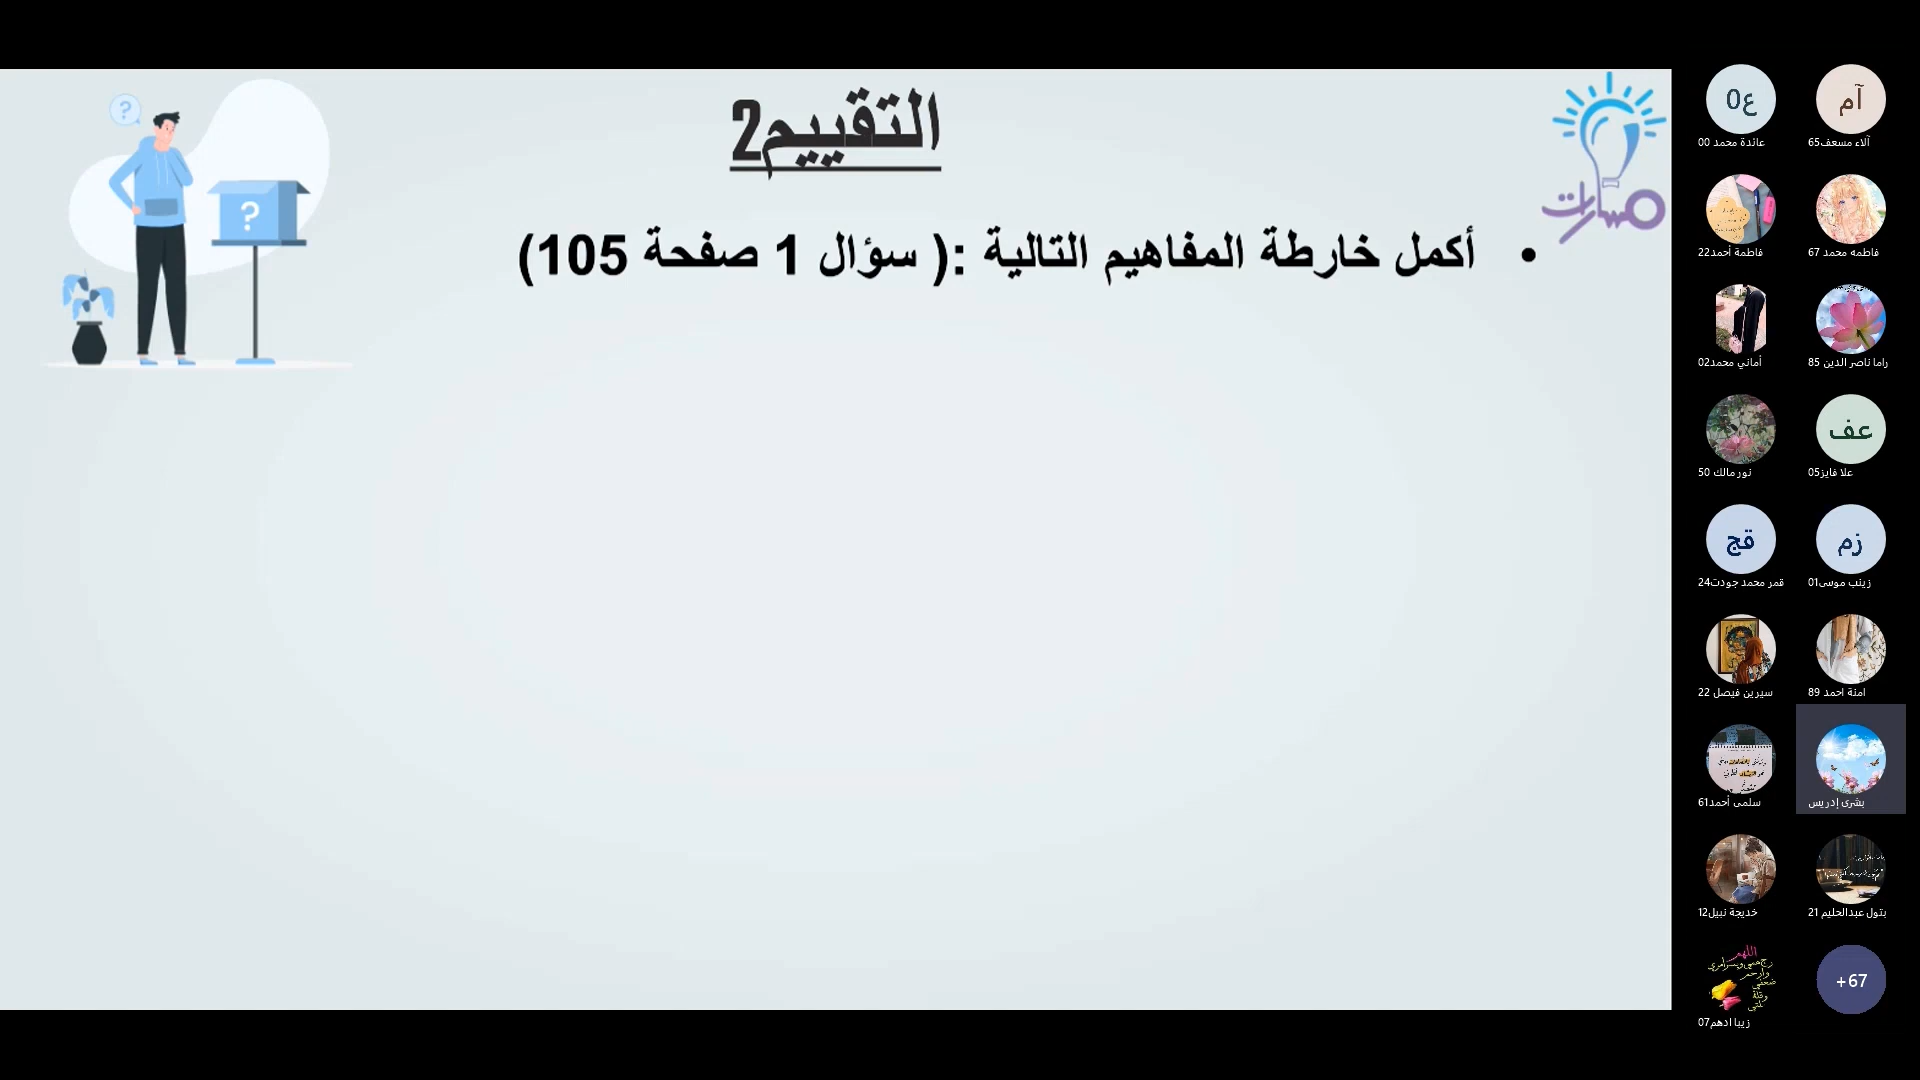 التقييم2
مسارات
• أكمل خارطة المفاهيم التالية :( سؤال 1 صفحة 105)
?
?
آم
ع0
آلاء مسعف65
عائدة محمد 00
فاطمه محمد 67
فاطمة أحمد22
راما ناصر الدين 85
أماني محمد02
عف
علا فايز05
نور مالك 50
زم
قج
زينب موسى01
قمر محمد جودت24
امنة احمد 89
سيرين فيصل 22
بشرى إدريس
سلمى أحمد61
بتول عبدالحليم 21
خديجة نبيل12
اللهم
+67
زيبا ادهم07